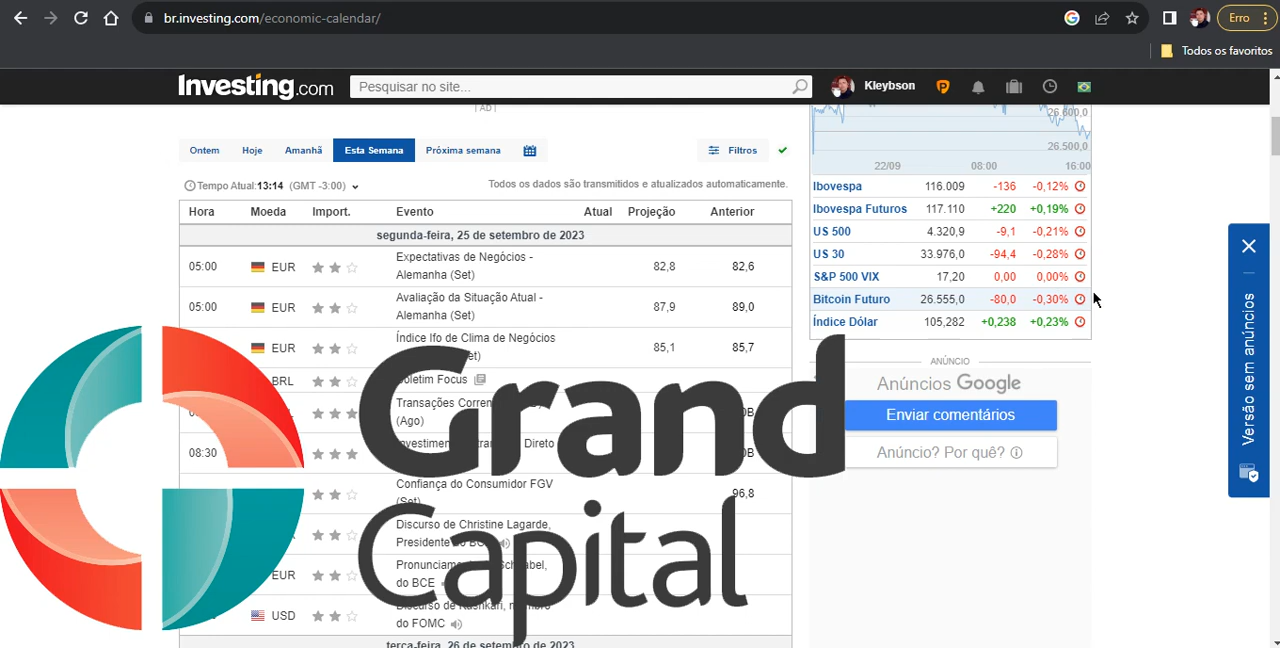 br.investing.com/economic-calendar/
Erro
Todos os favoritos
Investing.com
Pesquisar no site...
Kleybson
AD
Ontem
Hoje
Amanhã
Esta Semana
Próxima semana
Filtros
Tempo Atual:13:14 (GMT -3:00)
Todos os dados são transmitidos e atualizados automaticamente.
Hora Moeda Import. Evento Atual Projeção Anterior
segunda-feira, 25 de setembro de 2023
05:00 EUR Expectativas de Negócios - 82,8 82,6
Alemanha (Set)
05:00 EUR Avaliação da Situação Atual - 87,9 89,0
Alemanha (Set)
EUR Índice Ifo de Clima de Negócios 85,1 85,7
BRL Boletim Focus
Transações
(Ago)
08:30 Direto
Confiança do Consumidor FGV 96,8
(Set)
Discurso de Christine Lagarde,
Presidente do
EUR
do BCE
USD Discurso de
do FOMC
terça-feira, 26 de setembro de 2023
26.600,0
26.500,0
22/09 08:00 16:00
Ibovespa 116.009 -136 -0,12%
Ibovespa Futuros 117.110 +220 +0,19%
US 500 4.320,9 -9,1 -0,21%
US 30 33.976,0 -94,4 -0,28%
S&P 500 VIX 17,20 0,00 0,00%
Bitcoin Futuro 26.555,0 -80,0 -0,30%
Índice Dólar 105,282 +0,238 +0,23%
ANÚNCIO
Anúncios Google
Enviar comentários
Anúncio? Por quê?
Versão sem anúncios
Grand
Capital